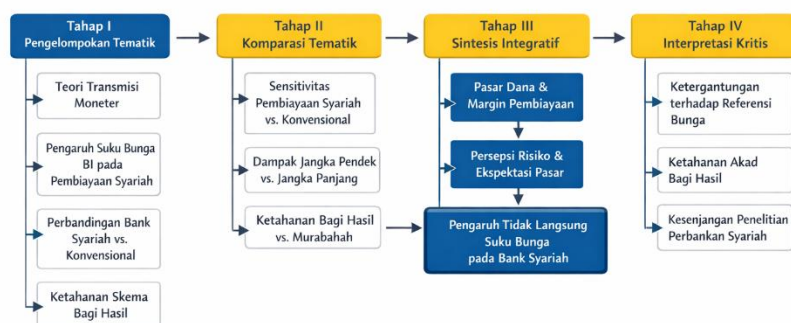 Tahap I
Pengelompokan Tematik
Teori Transmisi
Moneter
Pengaruh Suku Bunga
BI pada
Pembiayaan Syariah
Perbandingan Bank
Syariah vs.
Konvensional
Ketahanan Skema
Bagi Hasil
Tahap II
Komparasi Tematik
Sensitivitas
Pembiayaan Syariah
vs. Konvensional
Dampak Jangka Pendek
vs. Jangka Panjang
Ketahanan Bagi Hasil
vs. Murabahah
Tahap III
Sintesis Integratif
Pasar Dana &
Margin Pembiayaan
Persepsi Risiko &
Ekspektasi Pasar
Pengaruh Tidak Langsung
Suku Bunga
pada Bank Syariah
Tahap IV
Interpretasi Kritis
Ketergantungan
terhadap Referensi
Bunga
Ketahanan Akad
Bagi Hasil
Kesenjangan Penelitian
Perbankan Syariah